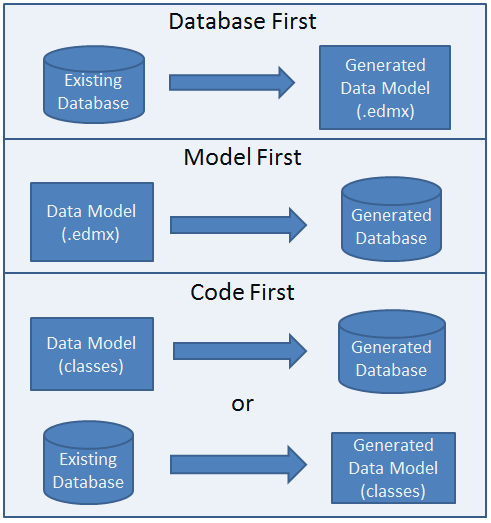 Database First
Existing
Database
Generated
Data Model
(.edmx)
Model First
Data Model
(.edmx)
Generated
Database
Code First
Data Model
(classes)
Generated
Database
or
Existing
Database
Generated
Data Model
(classes)